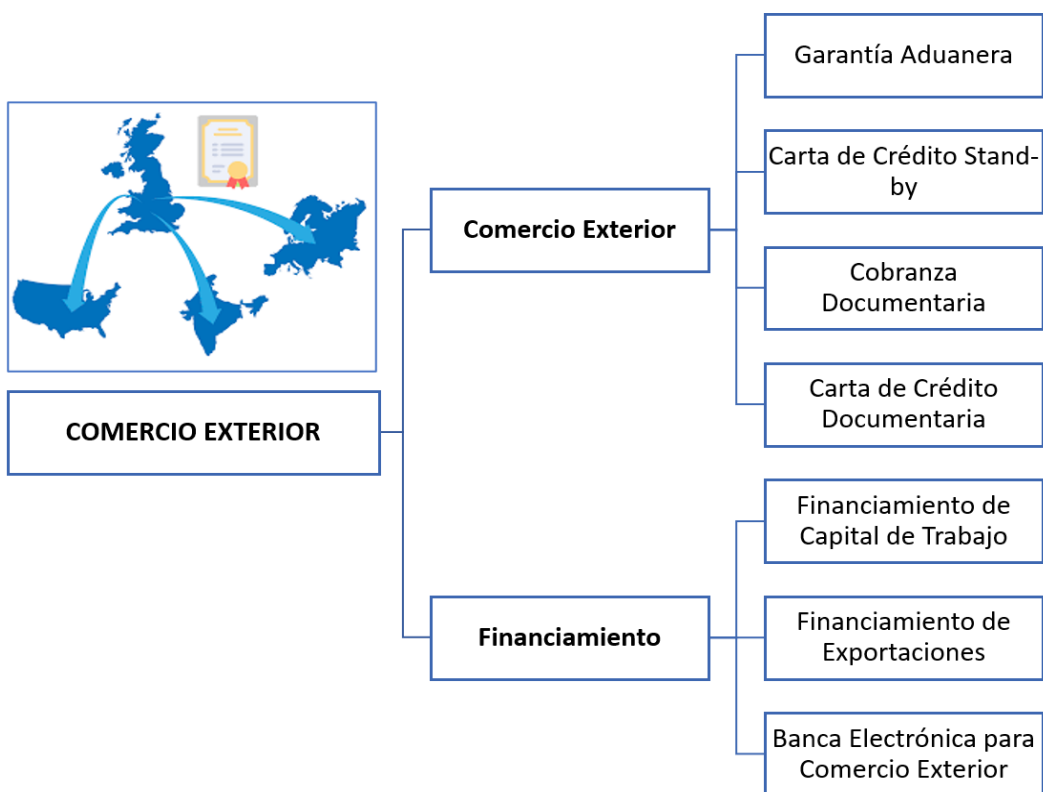 COMERCIO EXTERIOR
Comercio Exterior
Garantía Aduanera
Carta de Crédito Stand-
by
Cobranza
Documentaria
Carta de Crédito
Documentaria
Financiamiento
Financiamiento de
Capital de Trabajo
Financiamiento de
Exportaciones
Banca Electrónica para
Comercio Exterior